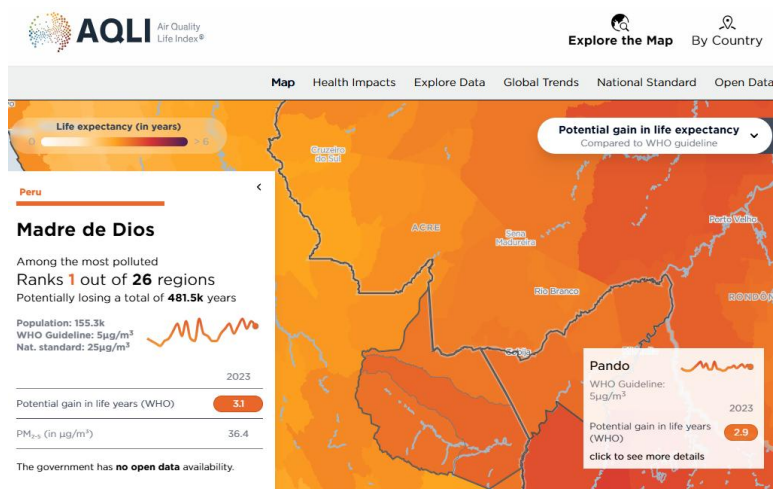 AQLI Air Quality
Life Index®
Explore the Map
By Country
Map Health Impacts Explore Data Global Trends National Standard Open Data
Life expectancy (in years)
0 > 6
Potential gain in life expectancy
Compared to WHO guideline
Peru
Madre de Dios
Among the most polluted
Ranks 1 out of 26 regions
Potentially losing a total of 481.5k years
Population: 155.3k
WHO Guideline: 5µg/m³
Nat. standard: 25µg/m³
2023
Potential gain in life years (WHO) 3.1
PM₂.₅ (in µg/m³) 36.4
The government has no open data availability.
Cruzeiro
do Sul
ACRE
Sena
Madureira
Porto Velho
Rio Branco
Pando
WHO Guideline:
5µg/m³
2023
Potential gain in life years
(WHO)
2.9
click to see more details